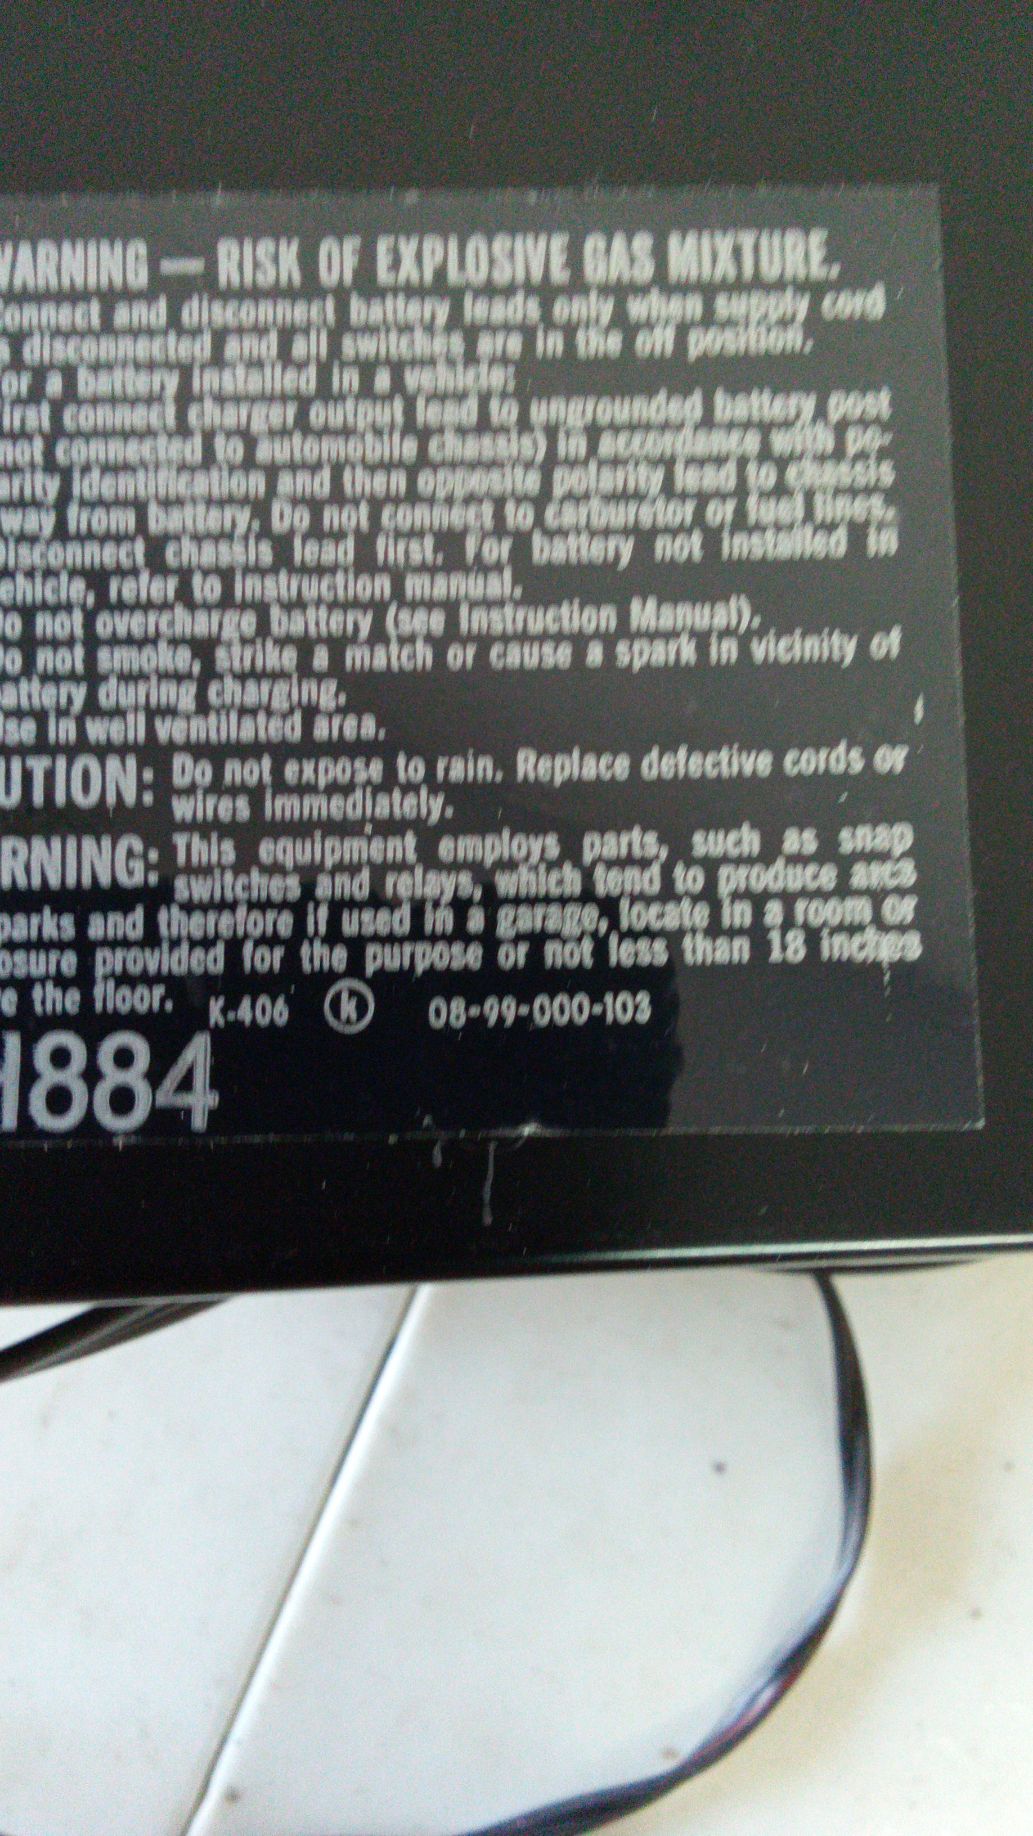 WARNING — RISK OF EXPLOSIVE GAS MIXTURE.
onnect and disconnect battery leads only when supply cord
s disconnected and all switches are in the off position.
or a battery installed in a vehicle:
irst connect charger output lead to ungrounded battery post
not connected to automobile chassis) in accordance with po-
arity identification and then opposite polarity lead to chassis
way from battery. Do not connect to carburetor or fuel lines.
isconnect chassis lead first. For battery not installed in
ehicle, refer to instruction manual.
o not overcharge battery (see Instruction Manual).
o not smoke, strike a match or cause a spark in vicinity of
attery during charging.
se in well ventilated area.
UTION: Do not expose to rain. Replace defective cords or
wires immediately.
RNING: This equipment employs parts, such as snap
switches and relays, which tend to produce arcs
parks and therefore if used in a garage, locate in a room or
osure provided for the purpose or not less than 18 inches
e the floor. K-406 k 08-99-000-103
1884